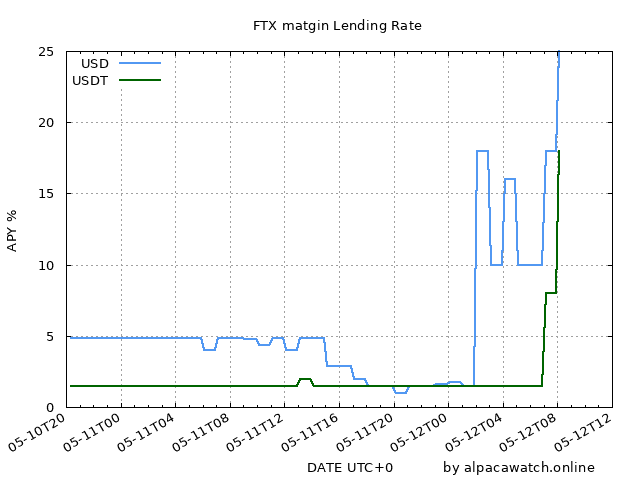 FTX matgin Lending Rate
USD
USDT
25
20
15
10
5
0
APY %
05-10T20
05-11T00
05-11T04
05-11T08
05-11T12
05-11T16
05-11T20
05-12T00
05-12T04
05-12T08
05-12T12
DATE UTC+0
by alpacawatch.online